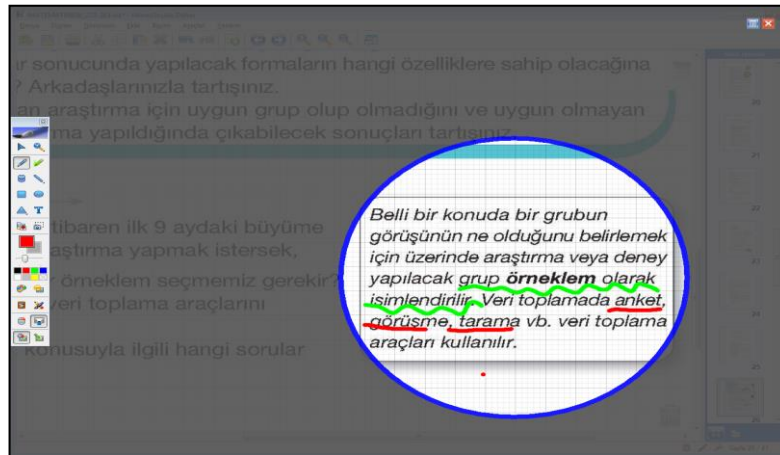 ır sonucunda yapılacak formaların hangi özelliklere sahip olacağına
? Arkadaşlarınızla tartışınız.
an araştırma için uygun grup olup olmadığını ve uygun olmayan
ma yapıldığında çıkabilecek sonuçları tartışınız.
tibaren ilk 9 aydaki büyüme
aştırma yapmak istersek,
r örneklem seçmemiz gerekir?
veri toplama araçlarını
konusuyla ilgili hangi sorular
Belli bir konuda bir grubun
görüşünün ne olduğunu belirlemek
için üzerinde araştırma veya deney
yapılacak grup örneklem olarak
isimlendirilir. Veri toplamada anket,
görüşme, tarama vb. veri toplama
araçları kullanılır.